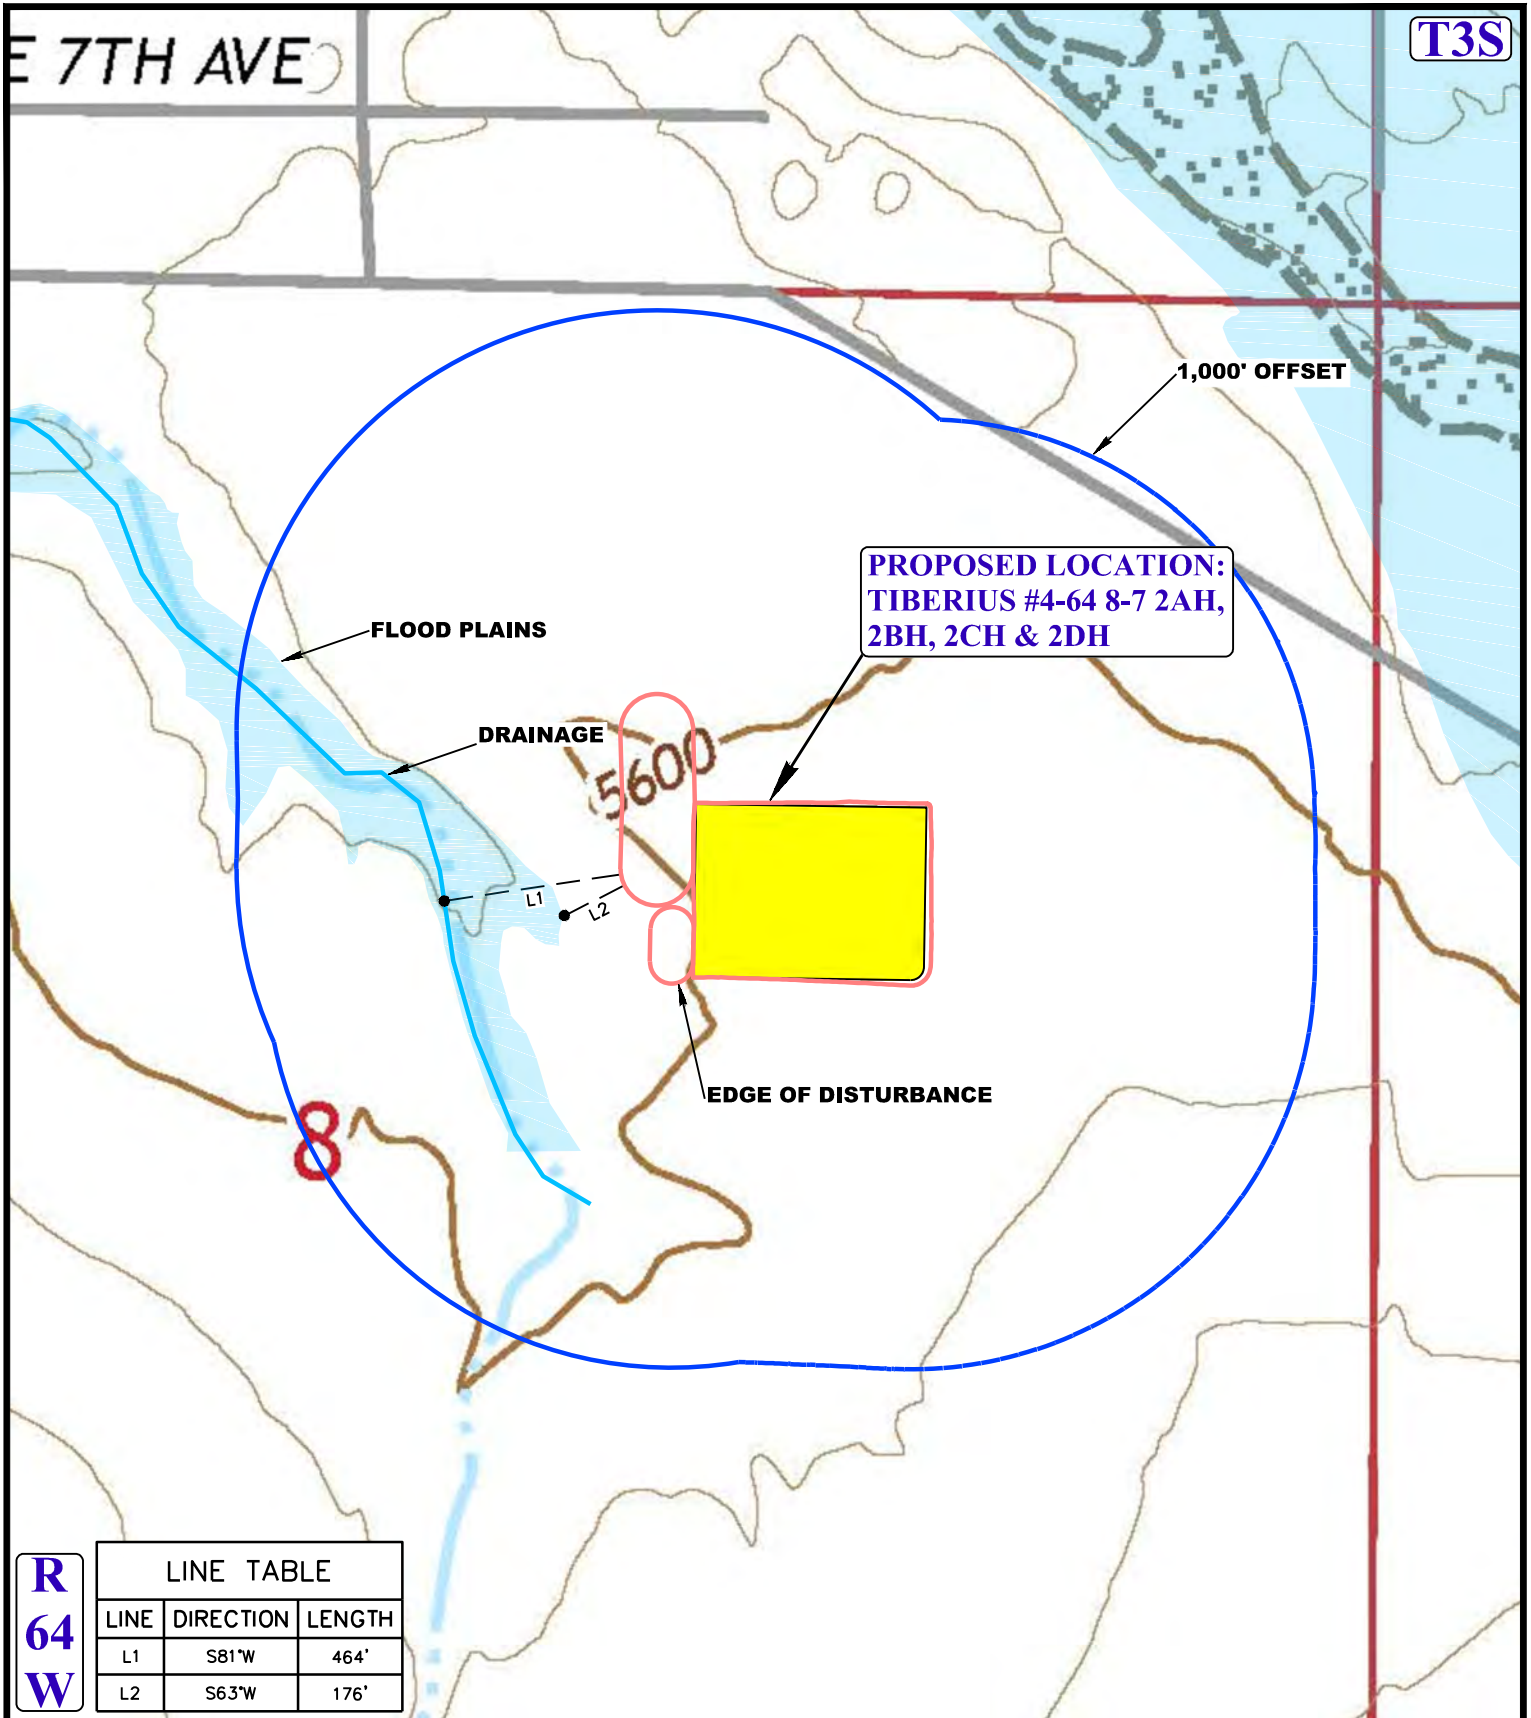 E 7TH AVE
T3S
1,000' OFFSET
PROPOSED LOCATION:
TIBERIUS #4-64 8-7 2AH,
2BH, 2CH & 2DH
FLOOD PLAINS
DRAINAGE
5600
L1
L2
EDGE OF DISTURBANCE
8
R
64
W
LINE TABLE
LINE DIRECTION LENGTH
L1 S81°W 464'
L2 S63°W 176'